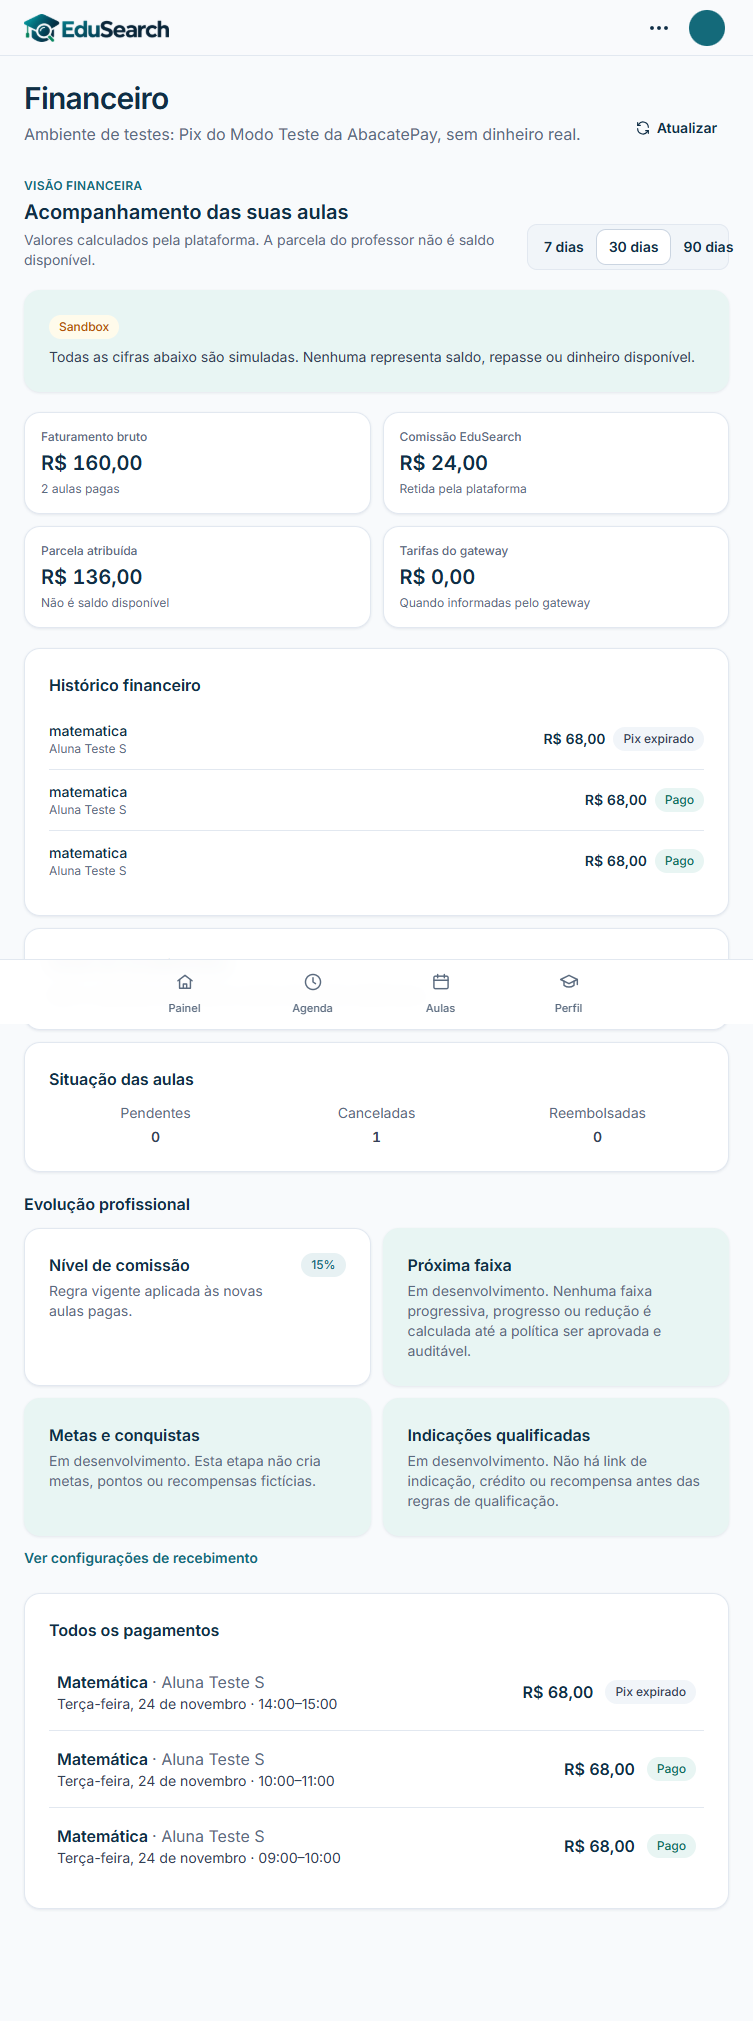 EduSearch
Financeiro
Ambiente de testes: Pix do Modo Teste da AbacatePay, sem dinheiro real.
Atualizar
VISÃO FINANCEIRA
Acompanhamento das suas aulas
Valores calculados pela plataforma. A parcela do professor não é saldo
disponível.
7 dias
30 dias
90 dias
Sandbox
Todas as cifras abaixo são simuladas. Nenhuma representa saldo, repasse ou dinheiro disponível.
Faturamento bruto
R$ 160,00
2 aulas pagas
Comissão EduSearch
R$ 24,00
Retida pela plataforma
Parcela atribuída
R$ 136,00
Não é saldo disponível
Tarifas do gateway
R$ 0,00
Quando informadas pelo gateway
Histórico financeiro
matematica
Aluna Teste S
R$ 68,00
Pix expirado
matematica
Aluna Teste S
R$ 68,00
Pago
matematica
Aluna Teste S
R$ 68,00
Pago
Painel
Agenda
Aulas
Perfil
Situação das aulas
Pendentes
0
Canceladas
1
Reembolsadas
0
Evolução profissional
Nível de comissão
15%
Regra vigente aplicada às novas
aulas pagas.
Próxima faixa
Em desenvolvimento. Nenhuma faixa
progressiva, progresso ou redução é
calculada até a política ser aprovada e
auditável.
Metas e conquistas
Em desenvolvimento. Esta etapa não cria
metas, pontos ou recompensas fictícias.
Indicações qualificadas
Em desenvolvimento. Não há link de
indicação, crédito ou recompensa antes das
regras de qualificação.
Ver configurações de recebimento
Todos os pagamentos
Matemática · Aluna Teste S
Terça-feira, 24 de novembro · 14:00–15:00
R$ 68,00
Pix expirado
Matemática · Aluna Teste S
Terça-feira, 24 de novembro · 10:00–11:00
R$ 68,00
Pago
Matemática · Aluna Teste S
Terça-feira, 24 de novembro · 09:00–10:00
R$ 68,00
Pago